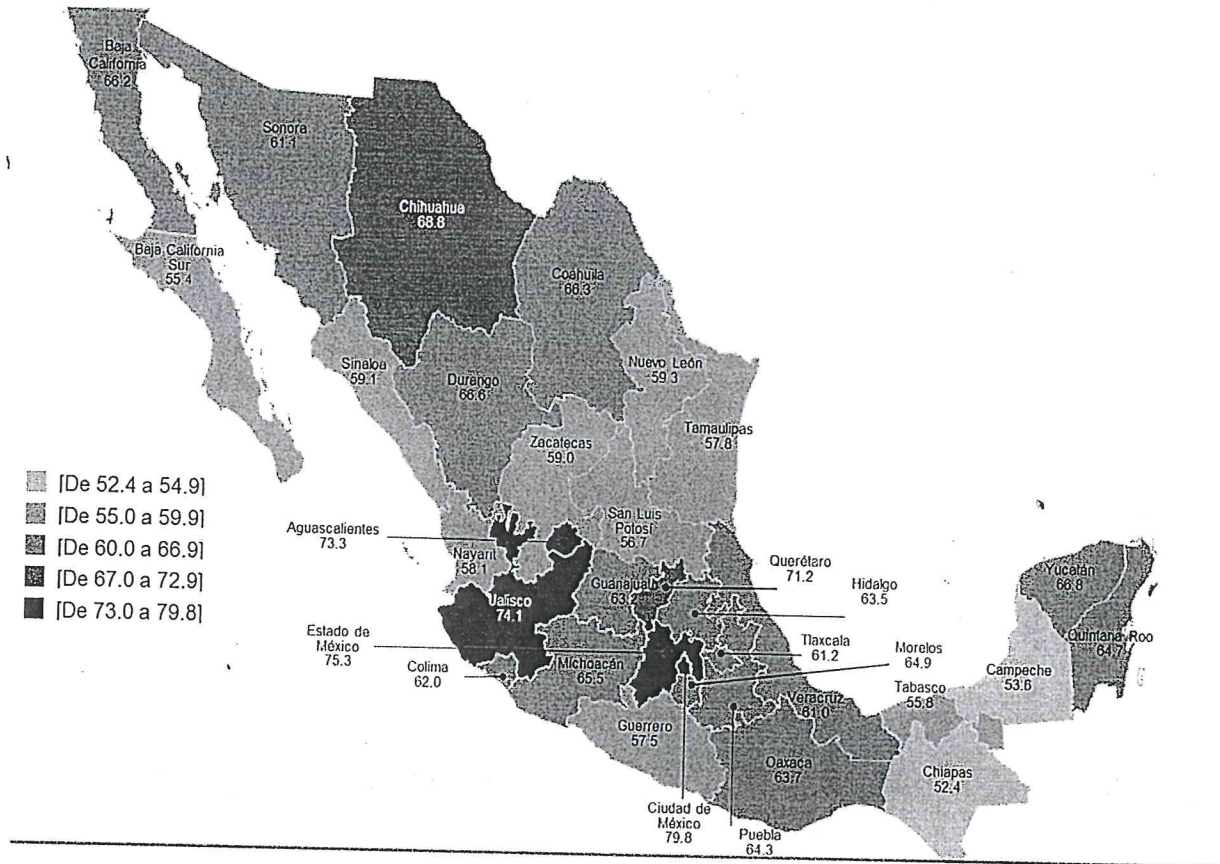 Baja
California
66.2
Sonora
61.1
Chihuahua
68.8
Baja California
Sur
55.4
Coahuila
66.3
Sinaloa
59.1
Durango
66.6
Nuevo León
59.3
Zacatecas
59.0
Tamaulipas
57.8
[De 52.4 a 54.9]
[De 55.0 a 59.9]
[De 60.0 a 66.9]
[De 67.0 a 72.9]
[De 73.0 a 79.8]
Aguascalientes
73.3
Nayarit
58.1
San Luis
Potosí
56.7
Guanajuato
63.2
Querétaro
71.2
Hidalgo
63.5
Yucatán
66.8
Jalisco
74.1
Estado de
México
75.3
Colima
62.0
Michoacán
65.5
Tlaxcala
61.2
Morelos
64.9
Quintana Roo
64.7
Campeche
53.6
Tabasco
55.8
Veracruz
61.0
Guerrero
57.5
Oaxaca
63.7
Chiapas
52.4
Ciudad de
México
79.8
Puebla
64.3